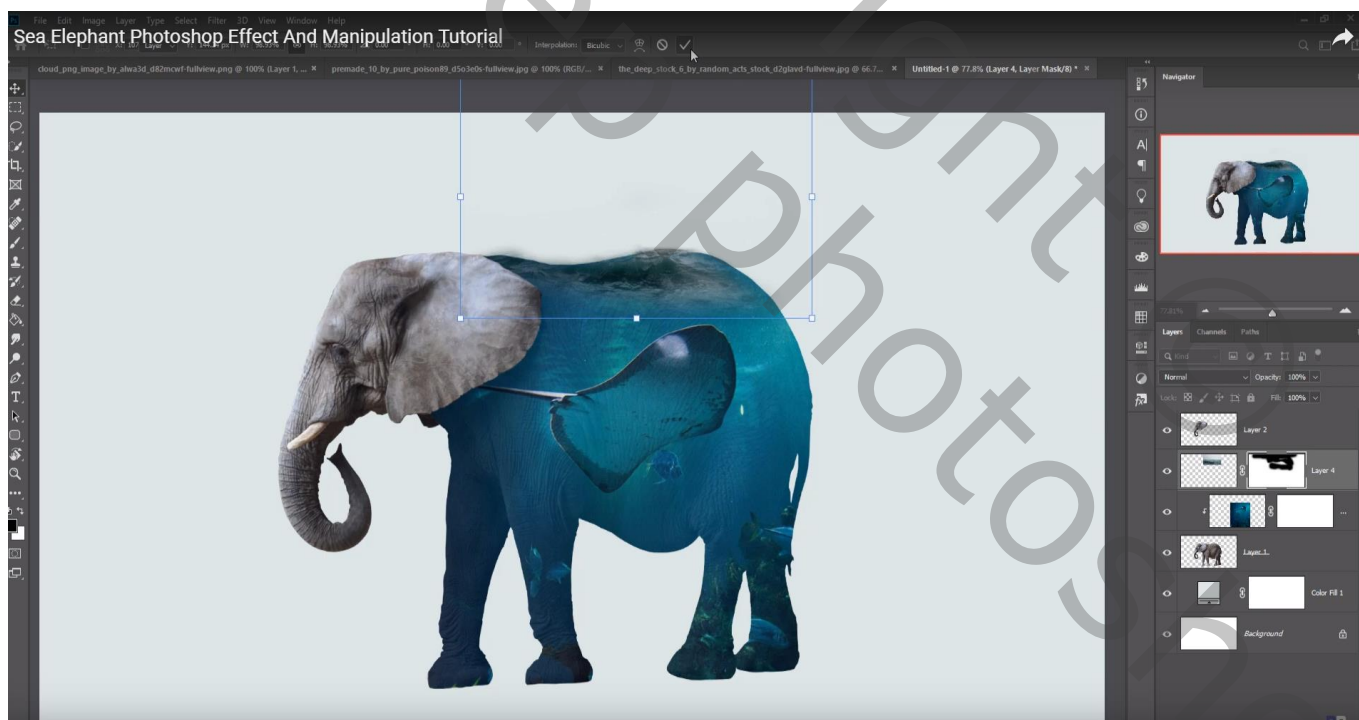 File Edit Image Layer Type Select Filter 3D View Window Help
Sea Elephant Photoshop Effect And Manipulation Tutorial
Interpolation: Bicubic
cloud_png_image_by_alwa3d_d82mcwf-fullview.png @ 100% (Layer 1, ... × premade_10_by_pure_poison89_d5o3e0s-fullview.jpg @ 100% (RGB/... × the_deep_stock_6_by_random_acts_stock_d2glavd-fullview.jpg @ 66.7... × Untitled-1 @ 77.8% (Layer 4, Layer Mask/8) * ×
Navigator
Layers Channels Paths
Kind
Normal Opacity: 100%
Lock: Fill: 100%
Layer 2
Layer 4
...
Layer 1
Color Fill 1
Background
photos